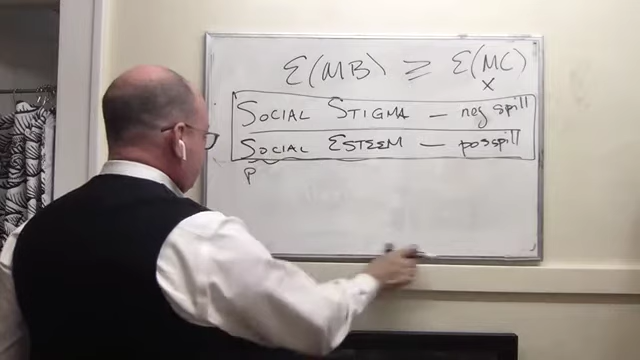 Ɛ(MB) ≥ Ɛ(MC)
x
SOCIAL STIGMA – neg spill
SOCIAL ESTEEM – pos spill
P